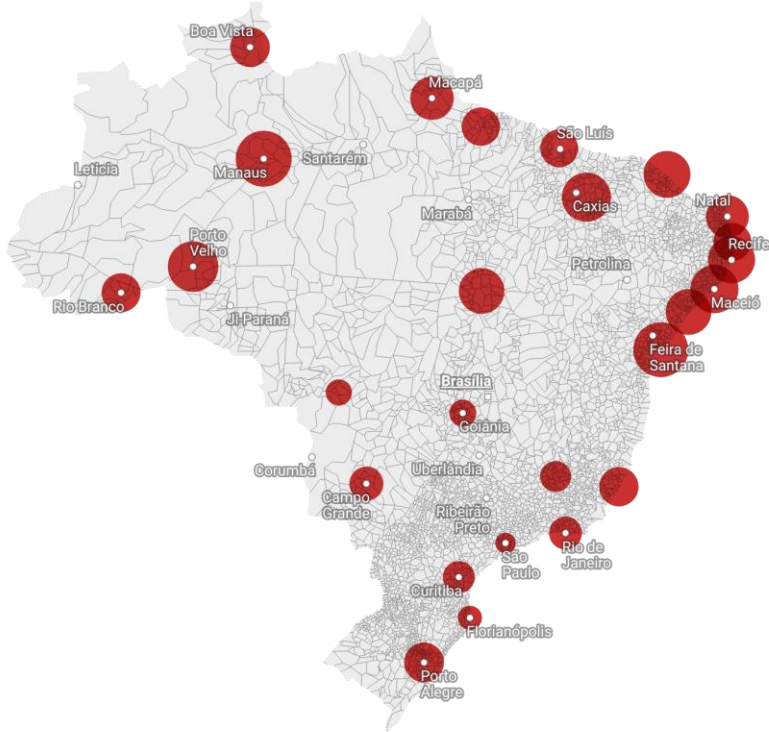 Boa Vista
Macapá
São Luís
Santarém
Manaus
Leticia
Caxias
Natal
Marabá
Porto
Velho
Recife
Petrolina
Rio Branco
Maceió
Ji-Paraná
Feira de
Santana
Brasília
Goiânia
Corumbá
Uberlândia
Campo
Grande
Ribeirão
Preto
São
Paulo
Rio de
Janeiro
Curitiba
Florianópolis
Porto
Alegre